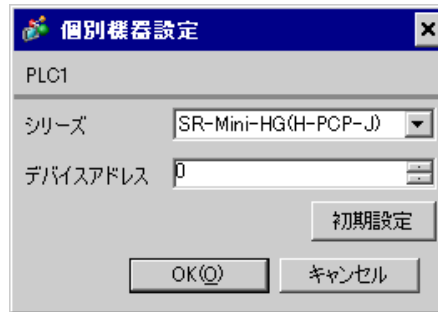 個別機器設定
PLC1
シリーズ SR-Mini-HG(H-PCP-J)
デバイスアドレス 0
初期設定
OK(O) キャンセル